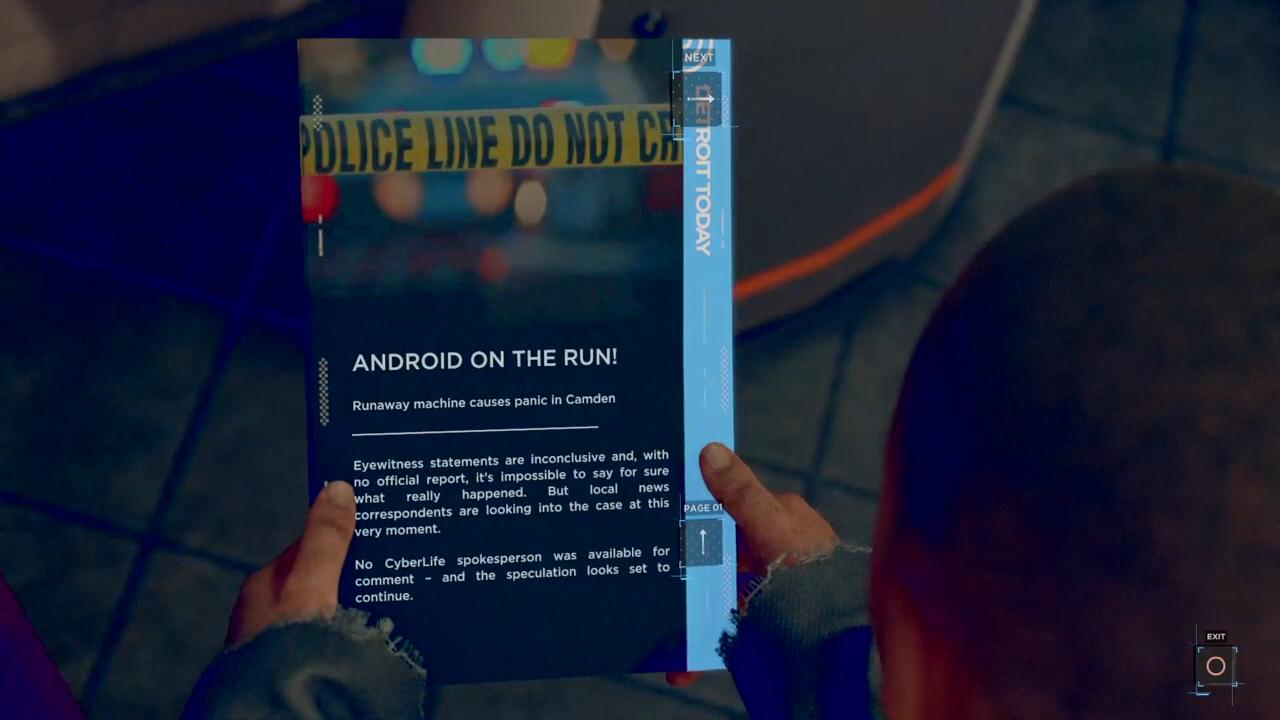 NEXT
POLICE LINE DO NOT CR
DETROIT TODAY
ANDROID ON THE RUN!
Runaway machine causes panic in Camden
Eyewitness statements are inconclusive and, with
no official report, it's impossible to say for sure
what really happened. But local news
correspondents are looking into the case at this
very moment.
No CyberLife spokesperson was available for
comment – and the speculation looks set to
continue.
PAGE 01
EXIT